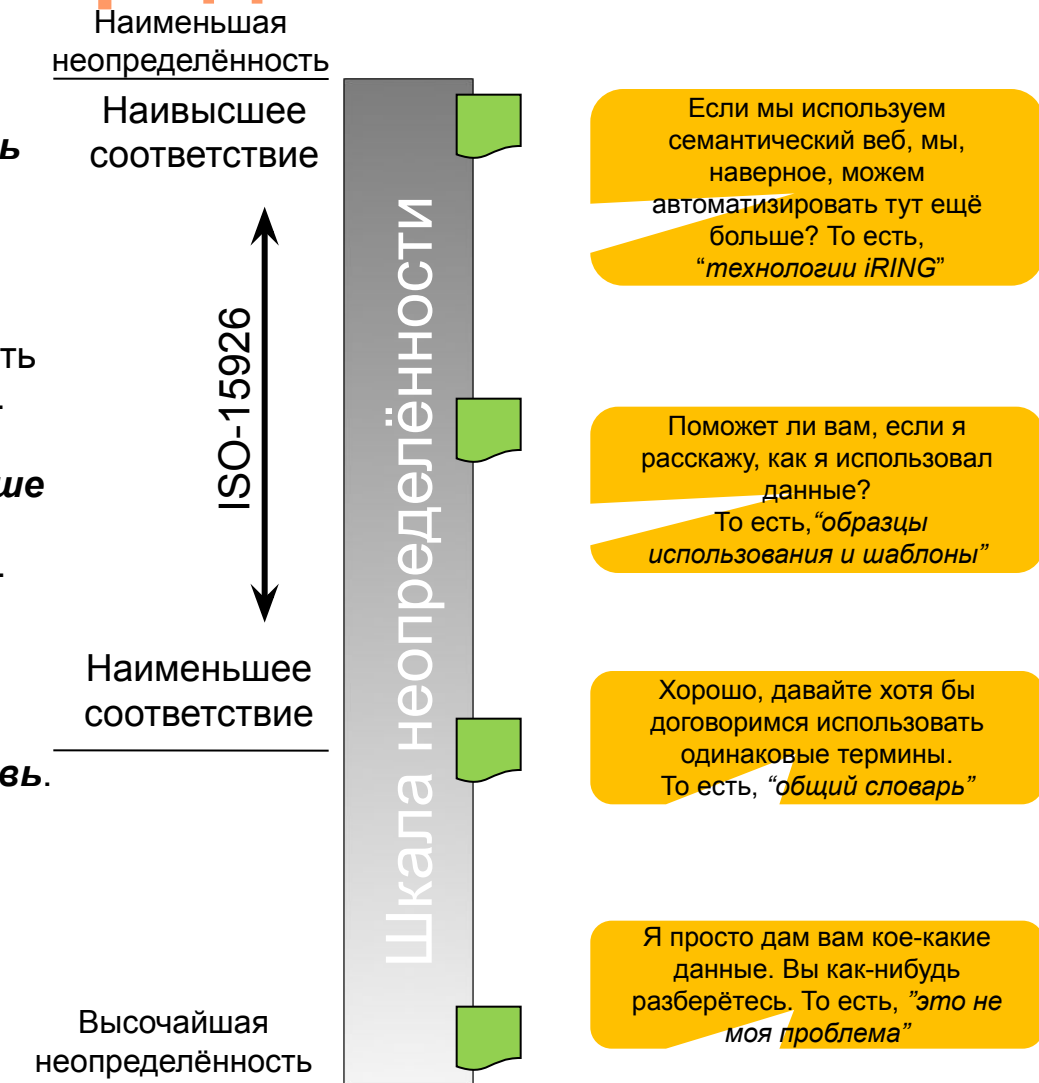 Наименьшая
неопределённость
Наивысшее
соответствие
ь
ISO-15926
ть
.
ше
.
Наименьшее
соответствие
вь.
Высочайшая
неопределённость
Шкала неопределённости
Если мы используем
семантический веб, мы,
наверное, можем
автоматизировать тут ещё
больше? То есть,
“технологии iRING”
Поможет ли вам, если я
расскажу, как я использовал
данные?
То есть,“образцы
использования и шаблоны”
Хорошо, давайте хотя бы
договоримся использовать
одинаковые термины.
То есть, “общий словарь”
Я просто дам вам кое-какие
данные. Вы как-нибудь
разберётесь. То есть, ”это не
моя проблема”